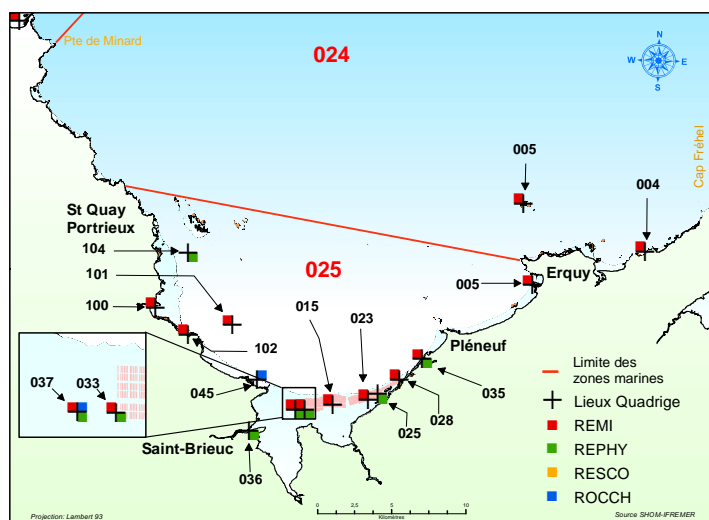 Pte de Minard
024
N
W E
S
Cap Fréhel
005
004
St Quay
Portrieux
104
025
Erquy
101
005
015
023
100
Pléneuf
102
Limite des
zones marines
037
033
045
035
Lieux Quadrige
028
REMI
025
Saint-Brieuc
REPHY
036
RESCO
ROCCH
0 2,5 5 10
Kilomètres
Projection: Lambert 93
Source SHOM-IFREMER